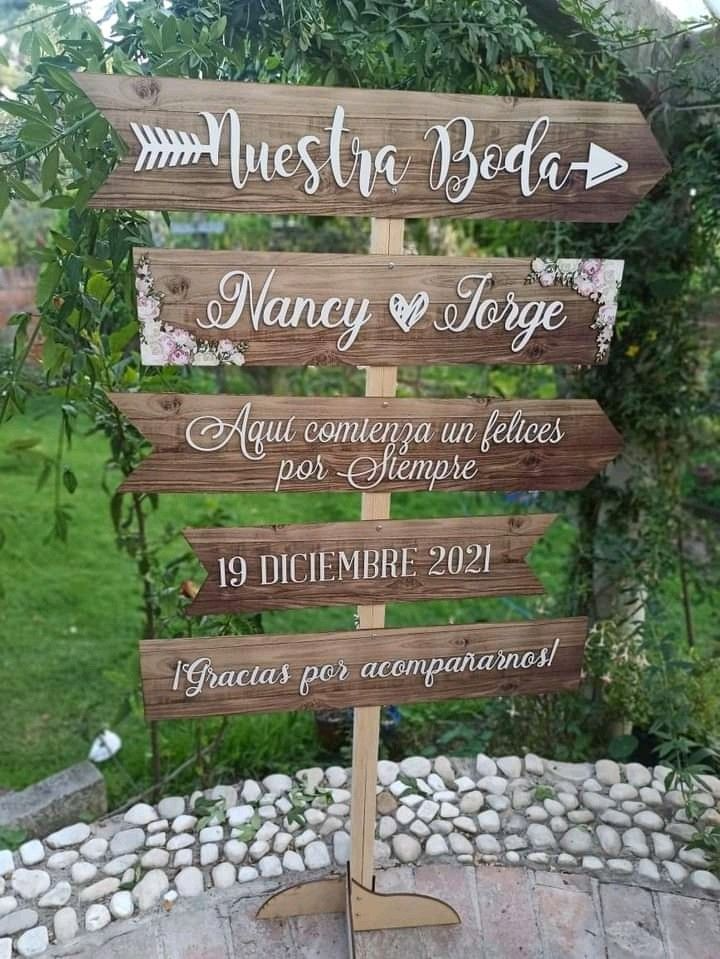 Nuestra Boda
Nancy Jorge
Aquí comienza un felices
por Siempre
19 DICIEMBRE 2021
¡Gracias por acompañarnos!